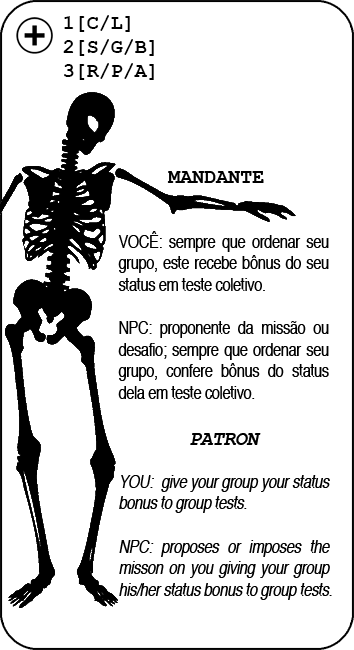 1[C/L]
2[S/G/B]
3[R/P/A]
MANDANTE
VOCÊ: sempre que ordenar seu
grupo, este recebe bônus do seu
status em teste coletivo.
NPC: proponente da missão ou
desafio; sempre que ordenar seu
grupo, confere bônus do status
dela em teste coletivo.
PATRON
YOU: give your group your status
bonus to group tests.
NPC: proposes or imposes the
misson on you giving your group
his/her status bonus to group tests.